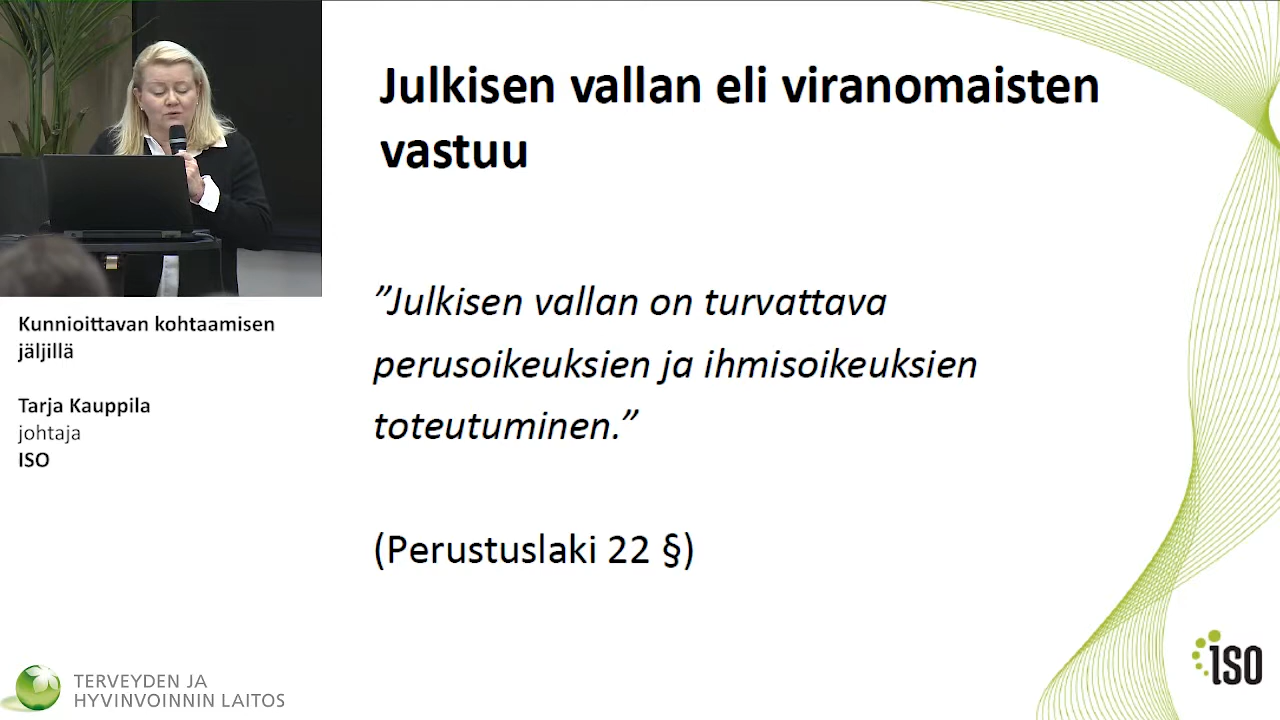 Julkisen vallan eli viranomaisten
vastuu
”Julkisen vallan on turvattava
perusoikeuksien ja ihmisoikeuksien
toteutuminen.”
(Perustuslaki 22 §)
Kunnioittavan kohtaamisen
jäljillä
Tarja Kauppila
johtaja
ISO
TERVEYDEN JA
HYVINVOINNIN LAITOS
iso